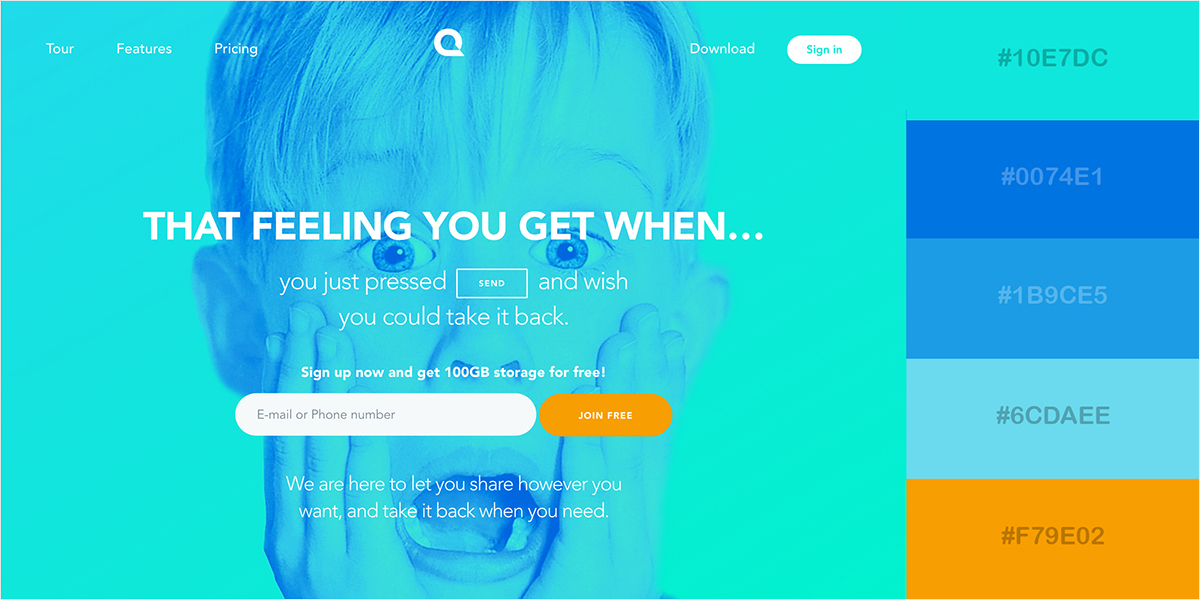 Tour Features Pricing Download Sign in
THAT FEELING YOU GET WHEN...
you just pressed SEND and wish
you could take it back.
Sign up now and get 100GB storage for free!
E-mail or Phone number JOIN FREE
We are here to let you share however you
want, and take it back when you need.
#10E7DC
#0074E1
#1B9CE5
#6CDAEE
#F79E02